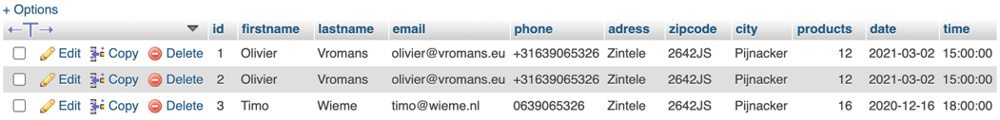 + Options
←T→ id firstname lastname email phone adress zipcode city products date time
Edit Copy Delete 1 Olivier Vromans olivier@vromans.eu +31639065326 Zintele 2642JS Pijnacker 12 2021-03-02 15:00:00
Edit Copy Delete 2 Olivier Vromans olivier@vromans.eu +31639065326 Zintele 2642JS Pijnacker 12 2021-03-02 15:00:00
Edit Copy Delete 3 Timo Wieme timo@wieme.nl 0639065326 Zintele 2642JS Pijnacker 16 2020-12-16 18:00:00